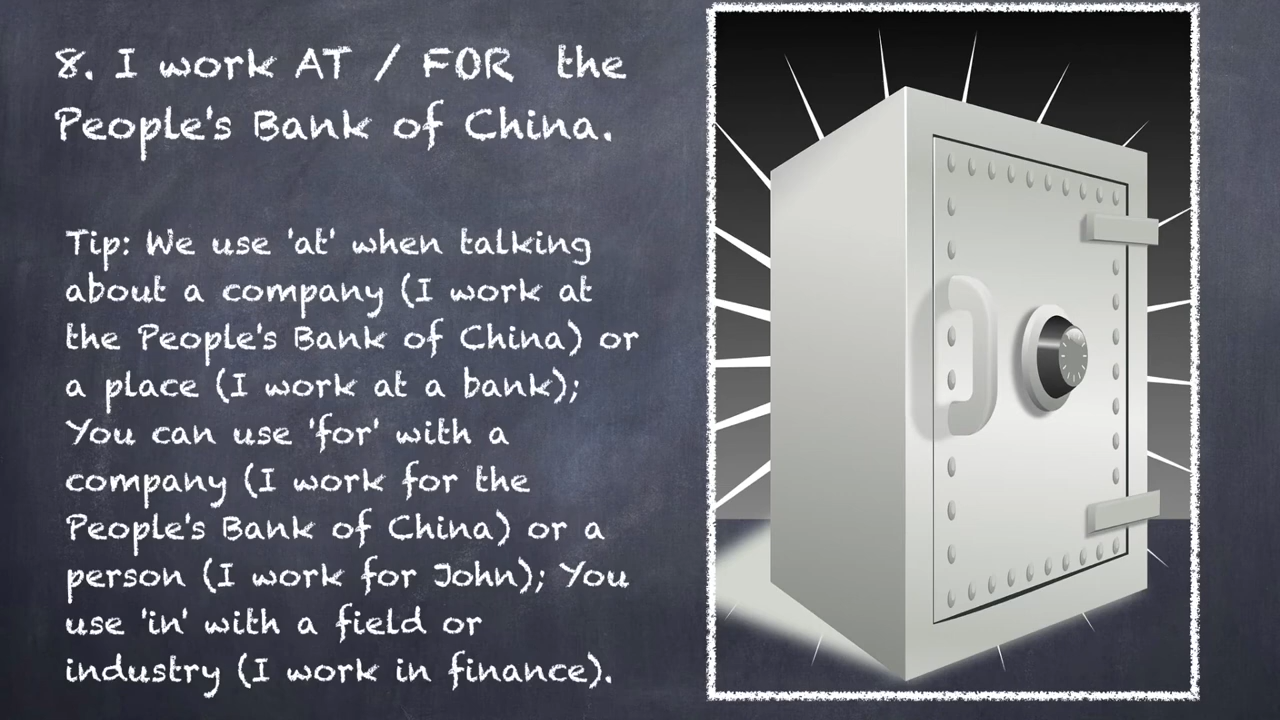 8. I work AT / FOR the
People's Bank of China.
Tip: We use 'at' when talking
about a company (I work at
the People's Bank of China) or
a place (I work at a bank);
You can use 'for' with a
company (I work for the
People's Bank of China) or a
person (I work for John); You
use 'in' with a field or
industry (I work in finance).